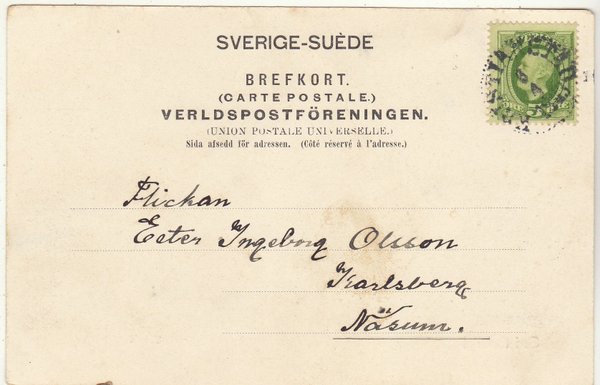 SVERIGE-SUÈDE
BREFKORT.
(CARTE POSTALE.)
VERLDSPOSTFÖRENINGEN.
(UNION POSTALE UNIVERSELLE.)
Sida afsedd för adressen. (Côté réservé à l'adresse.)
Flickan
Ester Ingeborg Olsson
Karlsberg
Näsum.